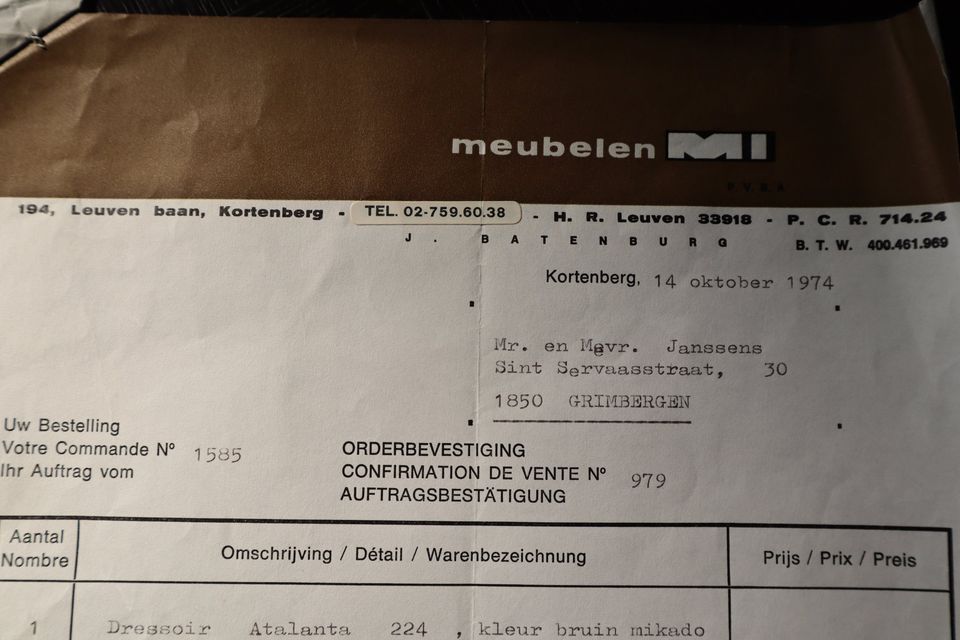 meubelen MI
P.V.B.A
194, Leuven baan, Kortenberg - TEL. 02-759.60.38 - H. R. Leuven 33918 - P. C. R. 714.24
J. BATENBURG B. T. W. 400.461.969
Kortenberg, 14 oktober 1974
Mr. en Mevr. Janssens
Sint Servaasstraat, 30
1850 GRIMBERGEN
Uw Bestelling
Votre Commande Nº 1585
Ihr Auftrag vom
ORDERBEVESTIGING
CONFIRMATION DE VENTE Nº 979
AUFTRAGSBESTÄTIGUNG
Aantal
Nombre
Omschrijving / Détail / Warenbezeichnung
Prijs / Prix / Preis
1 Dressoir Atalanta 224 , kleur bruin mikado